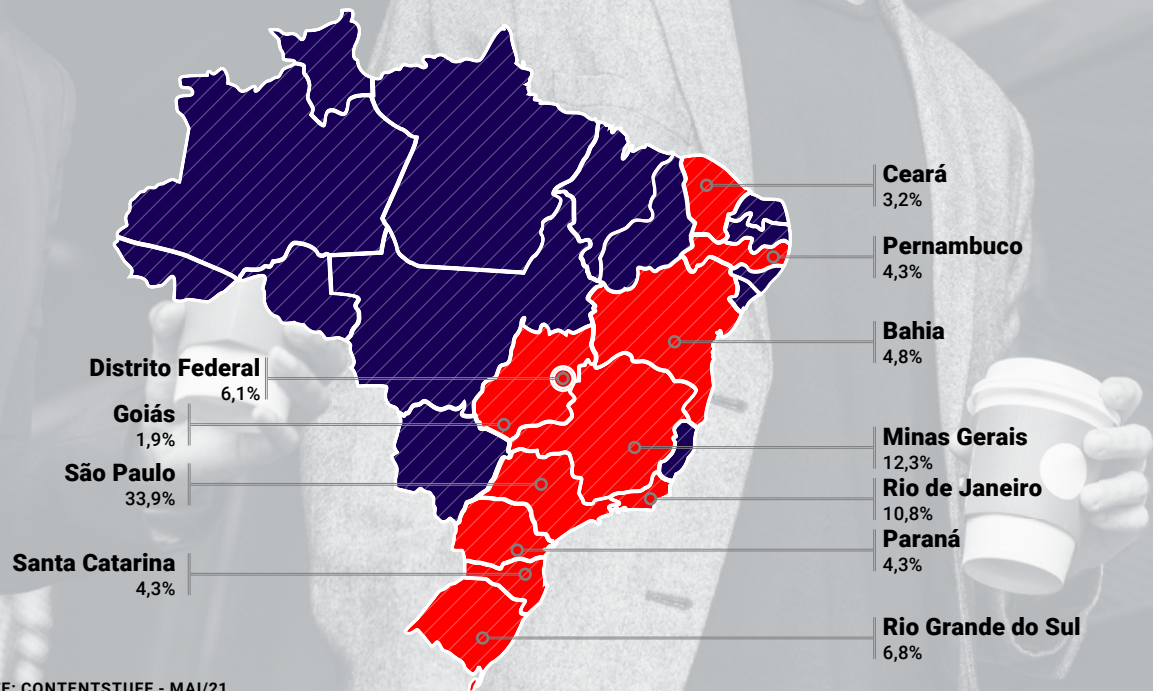 Ceará
3,2%
Pernambuco
4,3%
Bahia
4,8%
Distrito Federal
6,1%
Goiás
1,9%
São Paulo
33,9%
Minas Gerais
12,3%
Rio de Janeiro
10,8%
Paraná
4,3%
Santa Catarina
4,3%
Rio Grande do Sul
6,8%
CONTENTSTUFF - MAI/21